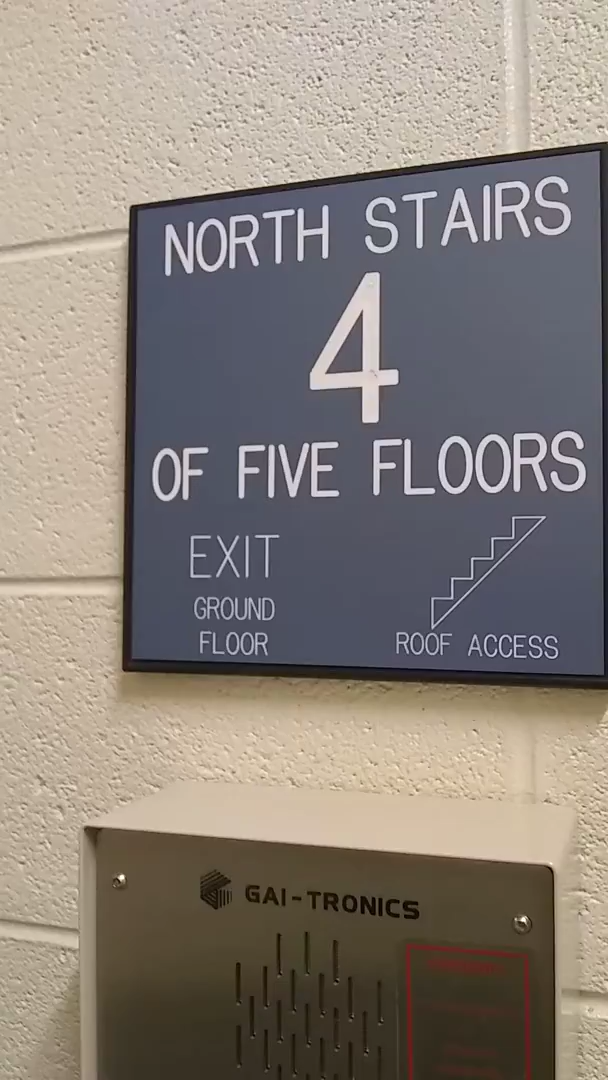 NORTH STAIRS
4
OF FIVE FLOORS
EXIT
GROUND
FLOOR
ROOF ACCESS
GAI-TRONICS